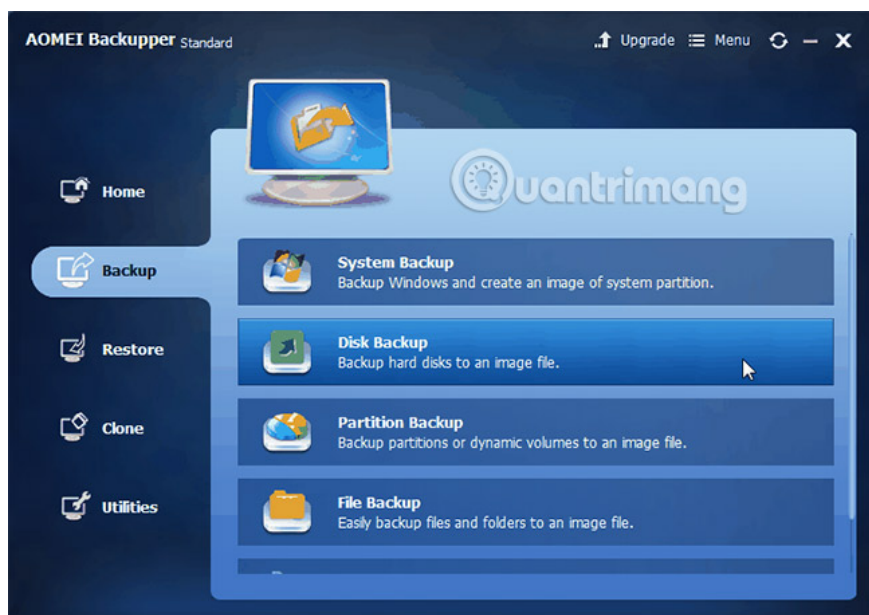 AOMEI Backupper Standard
Upgrade Menu
Quantrimang
Home
Backup
Restore
Clone
Utilities
System Backup
Backup Windows and create an image of system partition.
Disk Backup
Backup hard disks to an image file.
Partition Backup
Backup partitions or dynamic volumes to an image file.
File Backup
Easily backup files and folders to an image file.